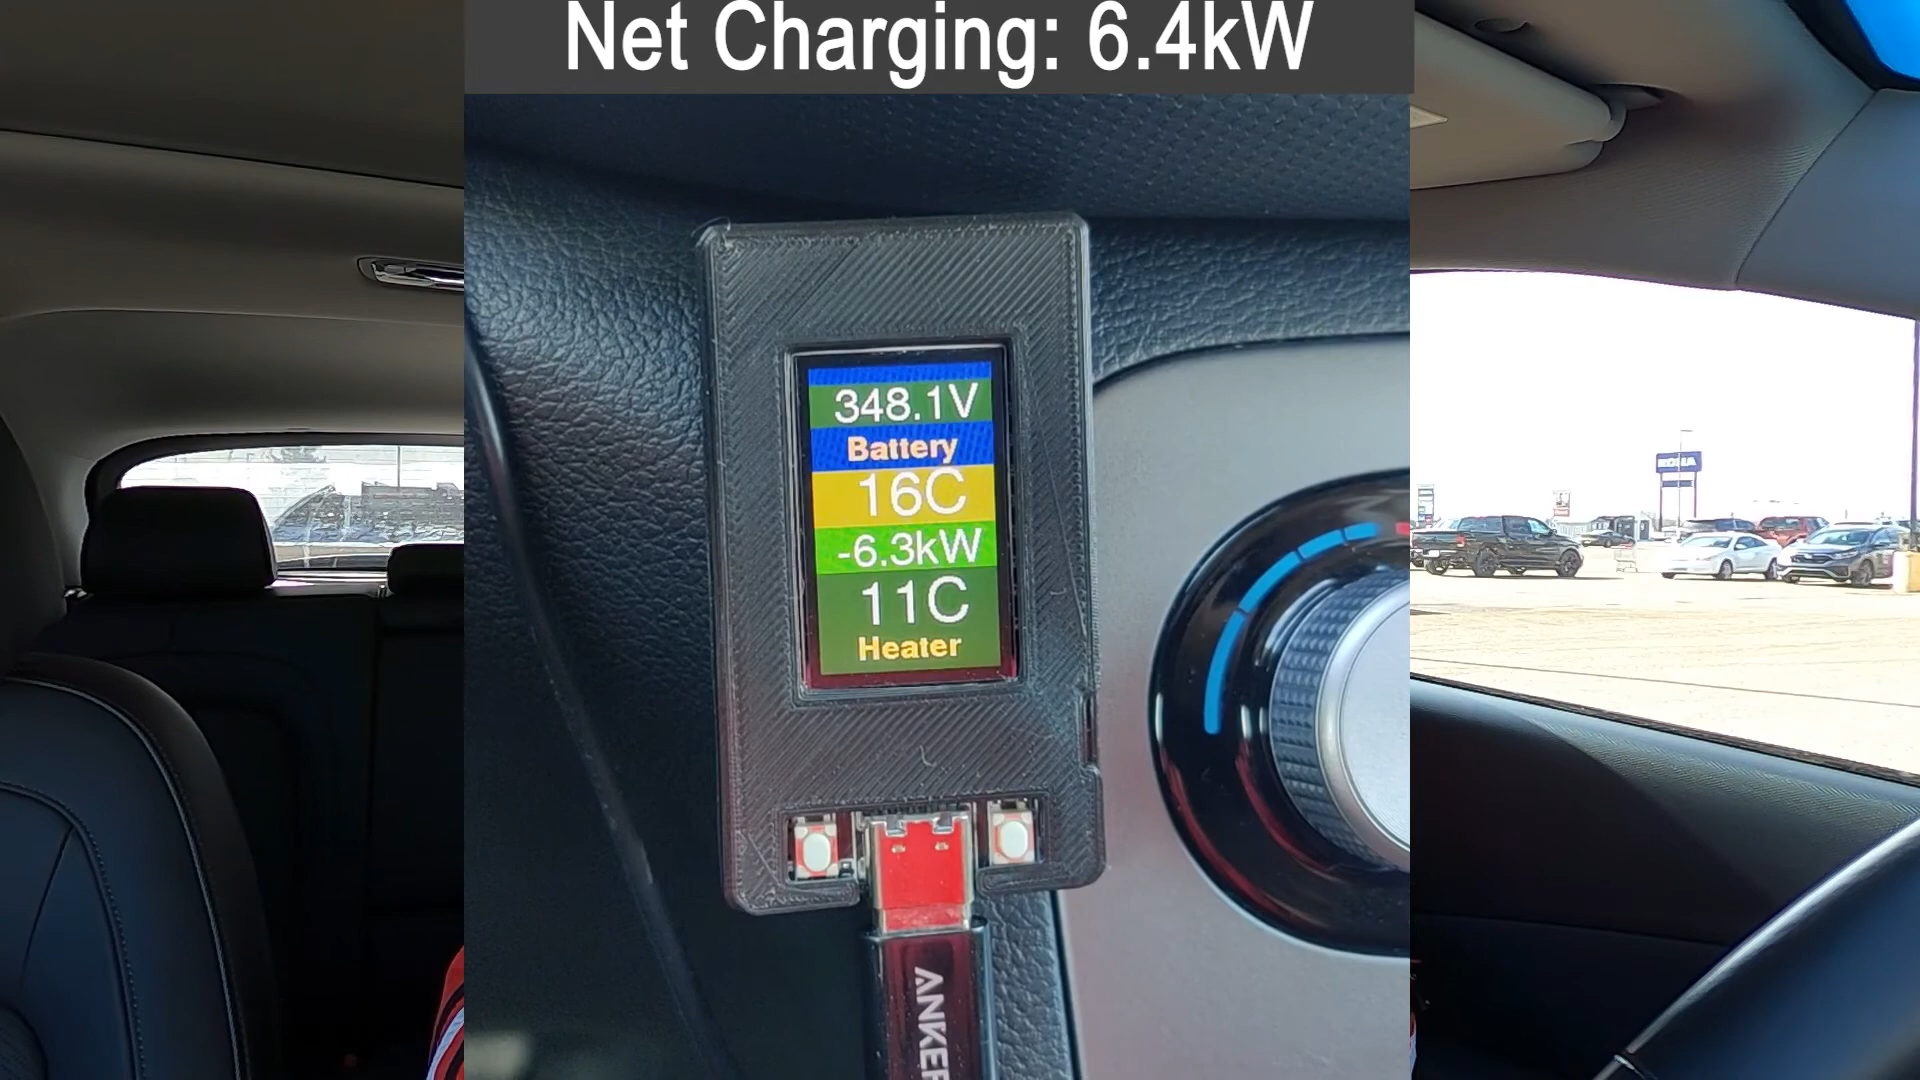 Net Charging: 6.4kW
348.1V
Battery
16C
-6.3kW
11C
Heater
ANKER